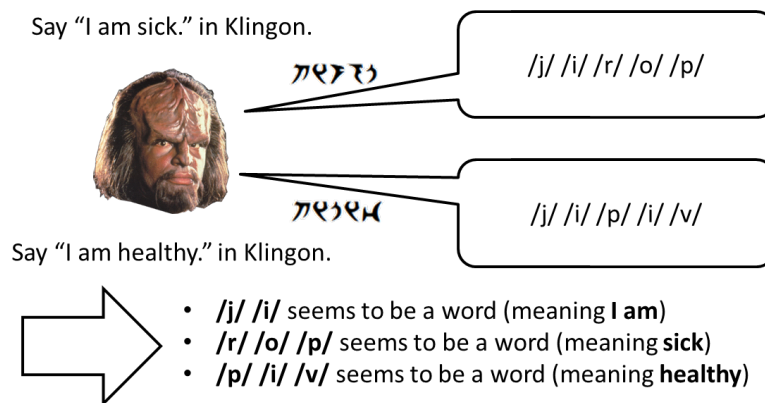 Say “I am sick.” in Klingon.
/j/ /i/ /r/ /o/ /p/
/j/ /i/ /p/ /i/ /v/
Say “I am healthy.” in Klingon.
• /j/ /i/ seems to be a word (meaning I am)
• /r/ /o/ /p/ seems to be a word (meaning sick)
• /p/ /i/ /v/ seems to be a word (meaning healthy)